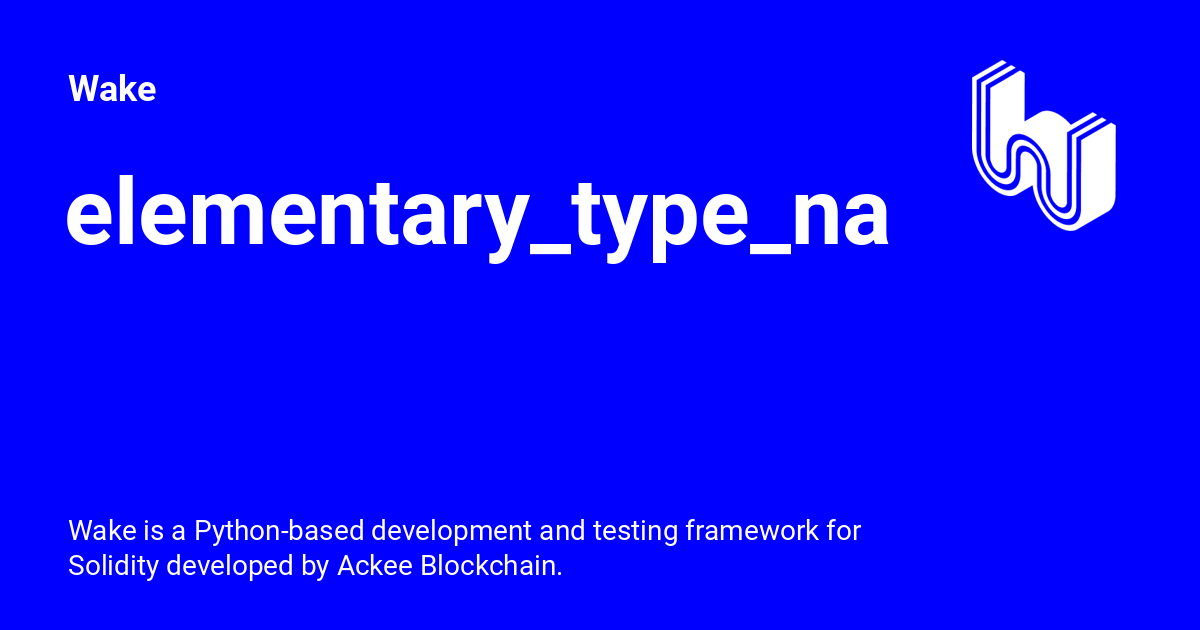 Wake
elementary_type_na
Wake is a Python-based development and testing framework for
Solidity developed by Ackee Blockchain.